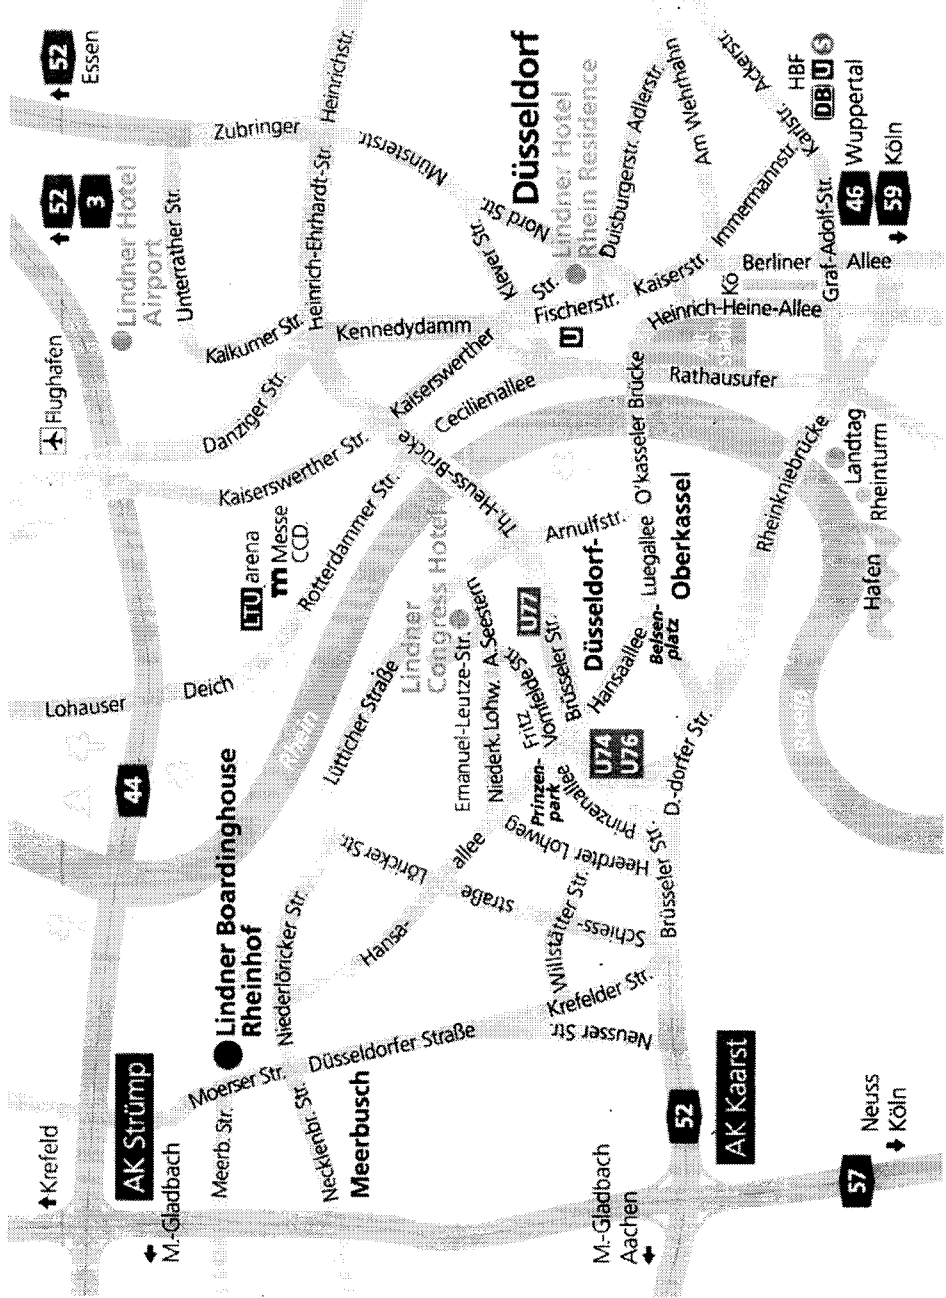 Krefeld
AK Strümp
M.-Gladbach
44
Lohauser
Deich
Flughafen
52
3
52
Essen
Lindner Hotel
Airport
Unterrather Str.
Zubringer
Meerb. Str.
Moerser Str.
Lindner Boardinghouse
Rheinhof
LTU arena
m Messe
CCD.
Kaiserswerther Str.
Danziger Str.
Kalkumer Str.
Heinrich-Ehrhardt-Str.
Heinrichstr.
Necklenbr. Str.
Meerbusch
Düsseldorfer Straße
Niederlöricker Str.
Löricker Str.
Lütticher Straße
Rhein
Rotterdammer Str.
Th.-Heuss-Brücke
Kaiserswerther
Str.
Kennedydamm
Münsterstr.
Hansa-
allee
Lindner
Congress Hotel
Cecilienallee
Klever Str.
Nord Str.
Düsseldorf
Emanuel-Leutze-Str.
Niederk. Lohw.
A. Seestern
U77
Fischerstr.
U
Lindner Hotel
Rhein Residence
Schiess-
straße
Willstätter Str.
Heerdter Lohweg
Prinzen-
park
Prinzenallee
Fritz
Vomfelde Str.
Brüsseler Str.
Arnulfstr.
Duisburgerstr.
Adlerstr.
Am Wehrhahn
Ackerstr.
Krefelder Str.
Neusser Str.
U74
U76
Hansaallee
Düsseldorf-
Oberkassel
Belsen-
platz
Luegallee
O'kasseler Brücke
Kaiserstr.
Immermannstr.
Karlstr.
HBF
DB U S
Brüsseler Str.
D.-dorfer Str.
Rathausufer
Heinrich-Heine-Allee
Kö
Berliner
Allee
Graf-Adolf-Str.
46
Wuppertal
59
Köln
M.-Gladbach
Aachen
52
AK Kaarst
Rheinkniebrücke
Landtag
Rheinturm
Rhein
Hafen
57
Neuss
Köln